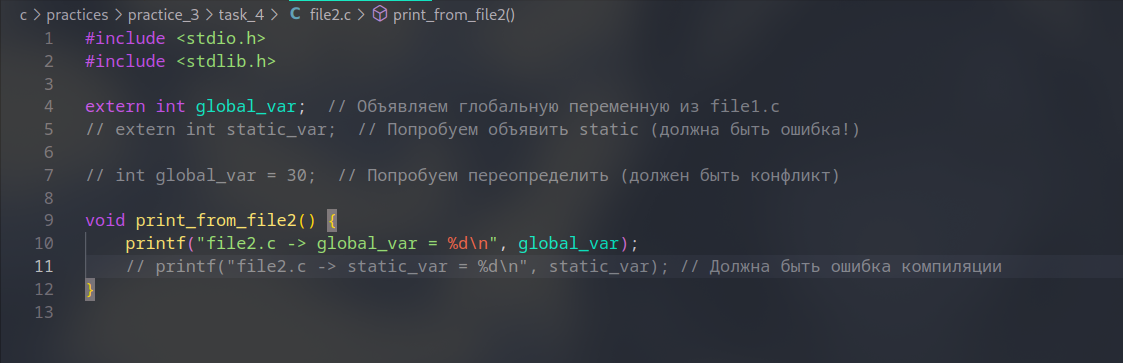 c > practices > practice_3 > task_4 > C file2.c > print_from_file2()
1 #include <stdio.h>
2 #include <stdlib.h>
3
4 extern int global_var;  // Объявляем глобальную переменную из file1.c
5 // extern int static_var;  // Попробуем объявить static (должна быть ошибка!)
6
7 // int global_var = 30;  // Попробуем переопределить (должен быть конфликт)
8
9 void print_from_file2() {
10     printf("file2.c -> global_var = %d\n", global_var);
11     // printf("file2.c -> static_var = %d\n", static_var); // Должна быть ошибка компиляции
12 }
13